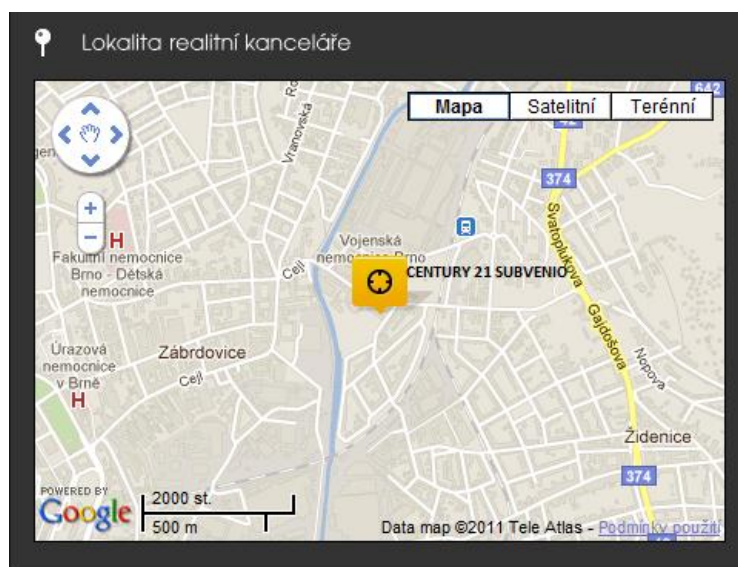 Lokalita realitní kanceláře
Mapa
Satelitní
Terénní
642
42
374
Vranovská
Svatoplukova
Vojenská
nemocnice Brno
H
Fakultní nemocnice
Brno - Dětská
nemocnice
Cejl
CENTURY 21 SUBVENIO
Gajdošova
Úrazová
nemocnice
v Brně
H
Zábrdovice
Cejl
Nopova
Židenice
374
POWERED BY
Google
2000 st.
500 m
Data map ©2011 Tele Atlas - Podmínky použití